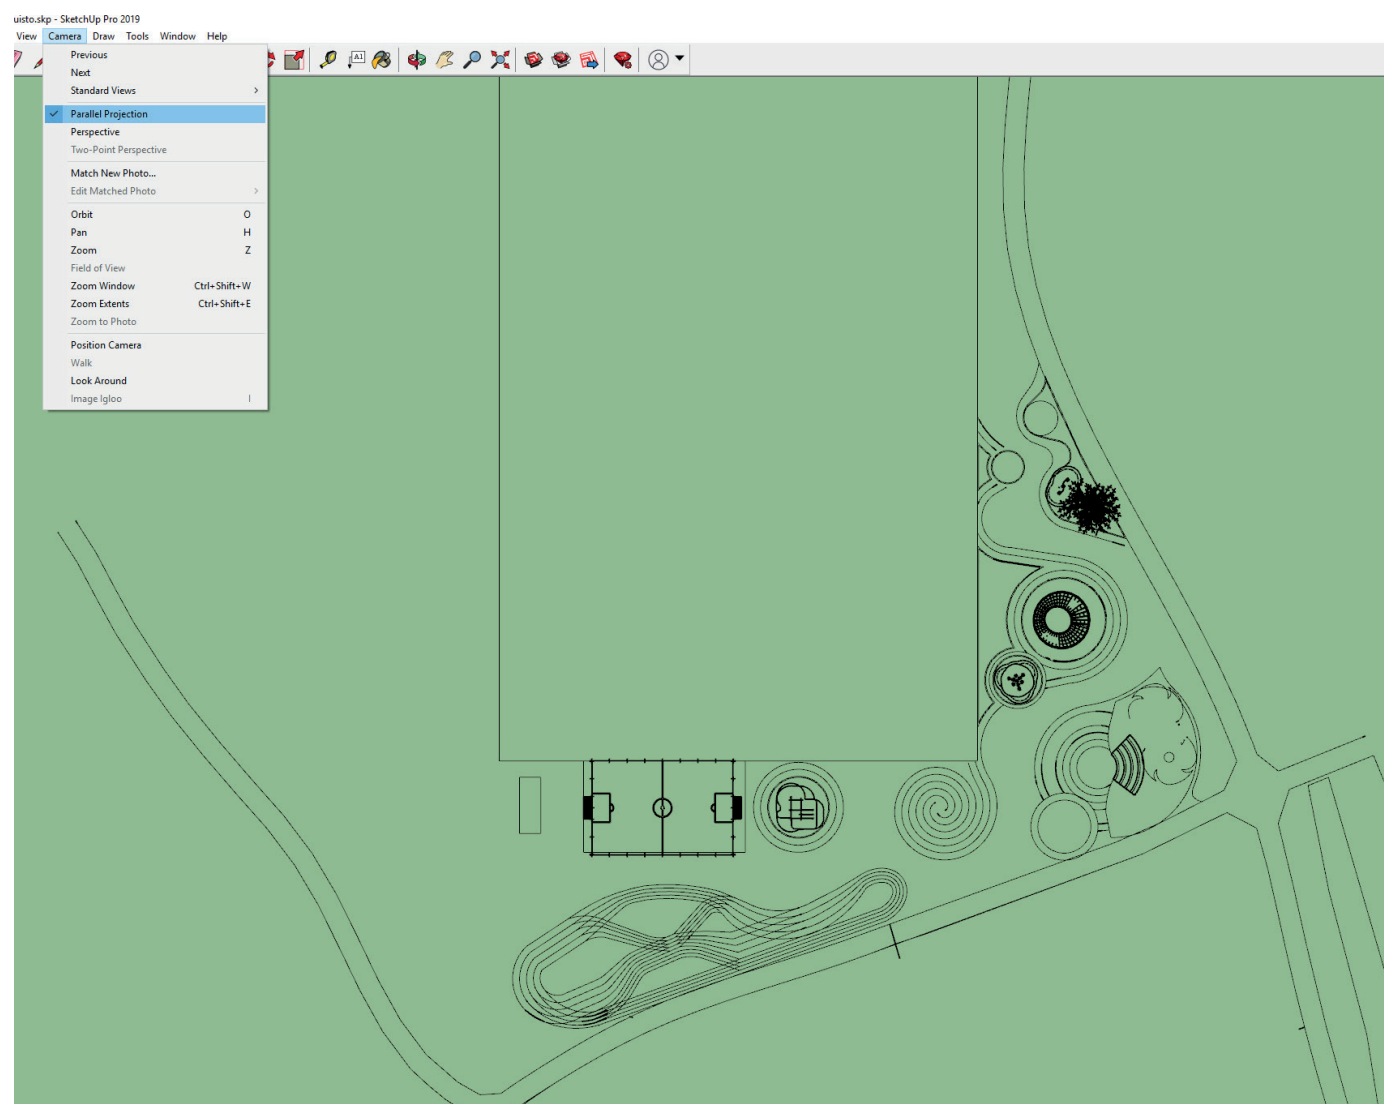 uisto.skp - SketchUp Pro 2019
View Camera Draw Tools Window Help
A1
Previous
Next
Standard Views
Parallel Projection
Perspective
Two-Point Perspective
Match New Photo...
Edit Matched Photo
Orbit O
Pan H
Zoom Z
Field of View
Zoom Window Ctrl+Shift+W
Zoom Extents Ctrl+Shift+E
Zoom to Photo
Position Camera
Walk
Look Around
Image Igloo I